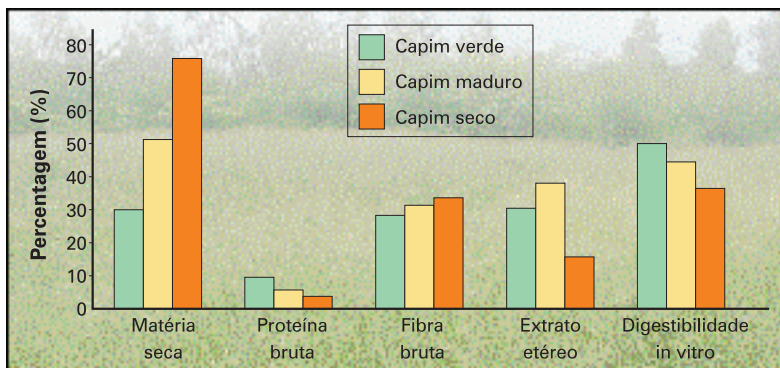 Percentagem (%)
80
70
60
50
40
30
20
10
0
Capim verde
Capim maduro
Capim seco
Matéria
seca
Proteína
bruta
Fibra
bruta
Extrato
etéreo
Digestibilidade
in vitro